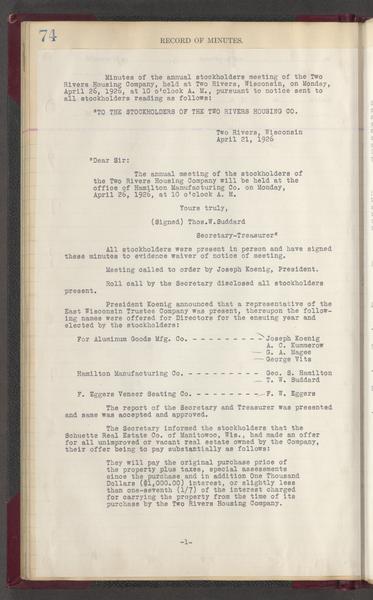 74
RECORD OF MINUTES.
Minutes of the annual stockholders meeting of the Two
Rivers Housing Company, held at Two Rivers, Wisconsin, on Monday,
April 26, 1926, at 10 o'clock A. M., pursuant to notice sent to
all stockholders reading as follows:
"TO THE STOCKHOLDERS OF THE TWO RIVERS HOUSING CO.
Two Rivers, Wisconsin
April 21, 1926
"Dear Sir:
The annual meeting of the stockholders of
the Two Rivers Housing Company will be held at the
office of Hamilton Manufacturing Co. on Monday,
April 26, 1926, at 10 o'clock A. M.
Yours truly,
(Signed) Thos.W.Suddard
Secretary-Treasurer"
All stockholders were present in person and have signed
these minutes to evidence waiver of notice of meeting.
Meeting called to order by Joseph Koenig, President.
Roll call by the Secretary disclosed all stockholders
present.
President Koenig announced that a representative of the
East Wisconsin Trustee Company was present, thereupon the follow-
ing names were offered for Directors for the ensuing year and
elected by the stockholders:
For Aluminum Goods Mfg. Co. - - - - - - - - - - Joseph Koenig
A. C. Kummerow
G. A. Magee
George Vits
Hamilton Manufacturing Co. - - - - - - - - - - Geo. S. Hamilton
T. W. Suddard
F. Eggers Veneer Seating Co. - - - - - - - - - F. W. Eggers
The report of the Secretary and Treasurer was presented
and same was accepted and approved.
The Secretary informed the stockholders that the
Schuette Real Estate Co. of Manitowoc, Wis., had made an offer
for all unimproved or vacant real estate owned by the Company,
their offer being to pay substantially as follows:
They will pay the original purchase price of
the property plus taxes, special assessments
since the purchase and in addition One Thousand
Dollars ($1,000.00) interest, or slightly less
than one-seventh (1/7) of the interest charged
for carrying the property from the time of its
purchase by the Two Rivers Housing Company.
-1-